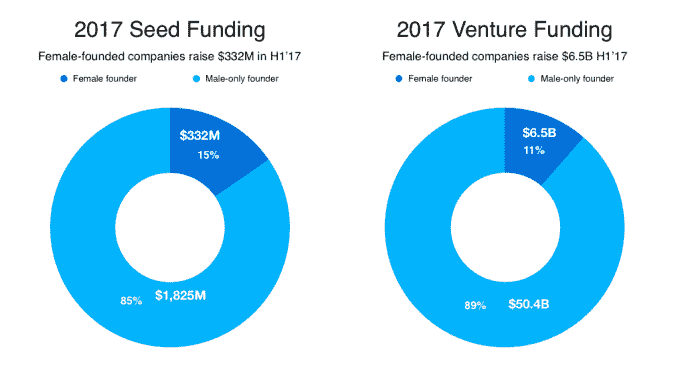 2017 Seed Funding
Female-founded companies raise $332M in H1'17
Female founder
Male-only founder
$332M
15%
85%
$1,825M
2017 Venture Funding
Female-founded companies raise $6.5B H1'17
Female founder
Male-only founder
$6.5B
11%
89%
$50.4B